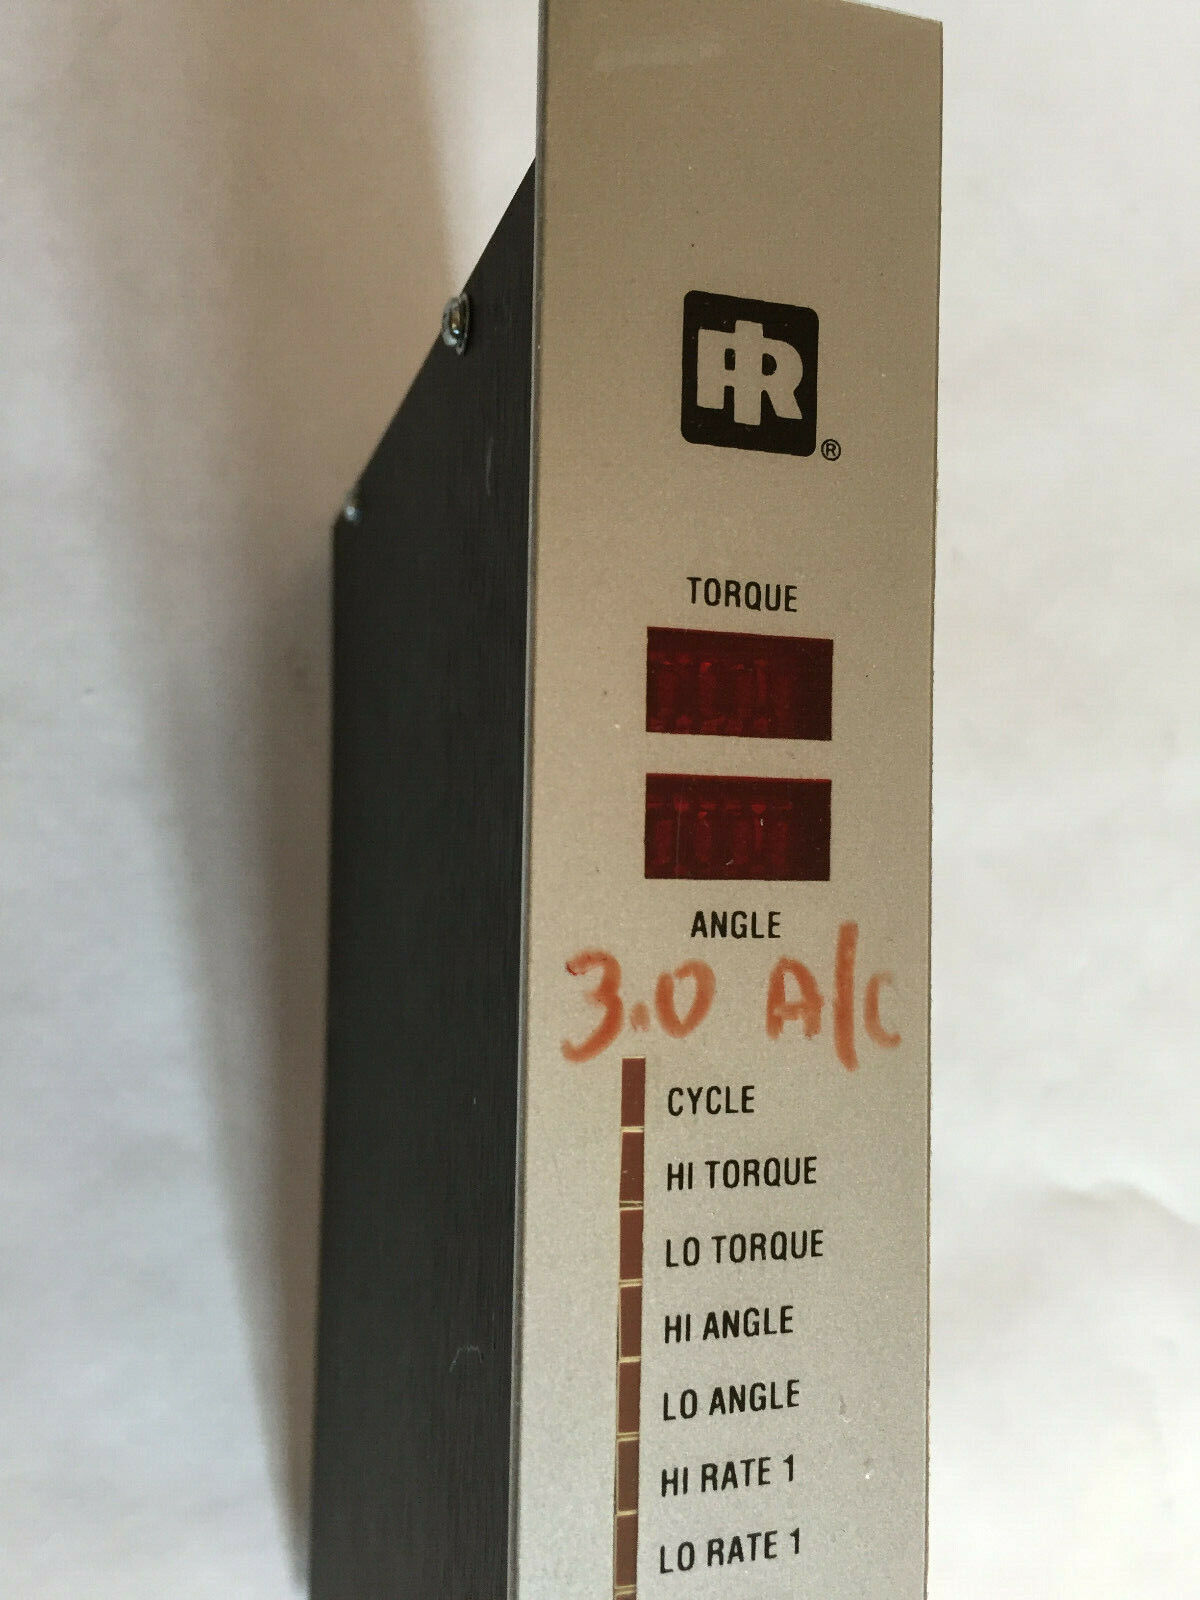 IR
®
TORQUE
ANGLE
3.0 A/C
CYCLE
HI TORQUE
LO TORQUE
HI ANGLE
LO ANGLE
HI RATE 1
LO RATE 1